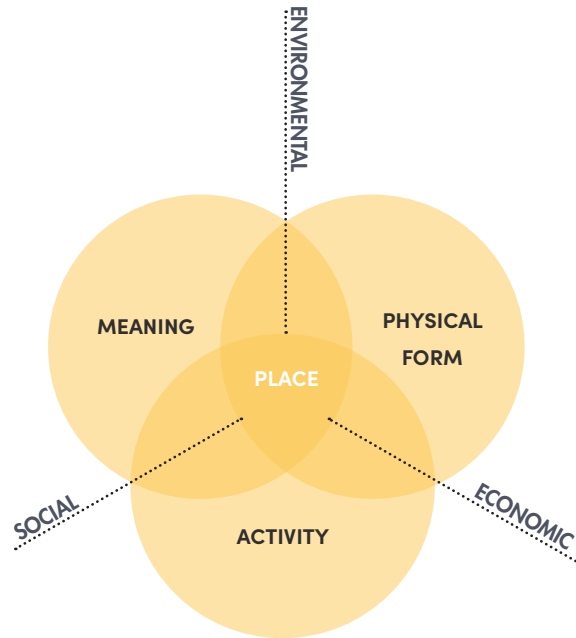 ENVIRONMENTAL
MEANING
PHYSICAL
FORM
PLACE
SOCIAL
ECONOMIC
ACTIVITY